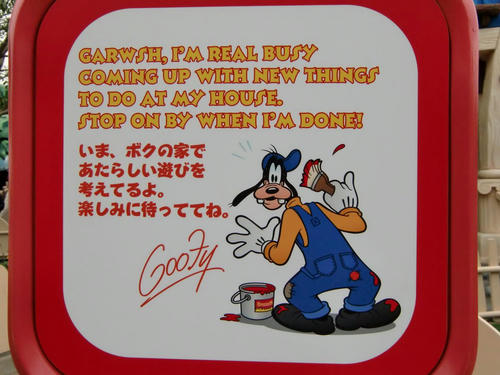 GARWSH, I'M REAL BUSY
COMING UP WITH NEW THINGS
TO DO AT MY HOUSE.
STOP ON BY WHEN I'M DONE!
いま、ボクの家で
あたらしい遊びを
考えてるよ。
楽しみに待っててね。
Goofy